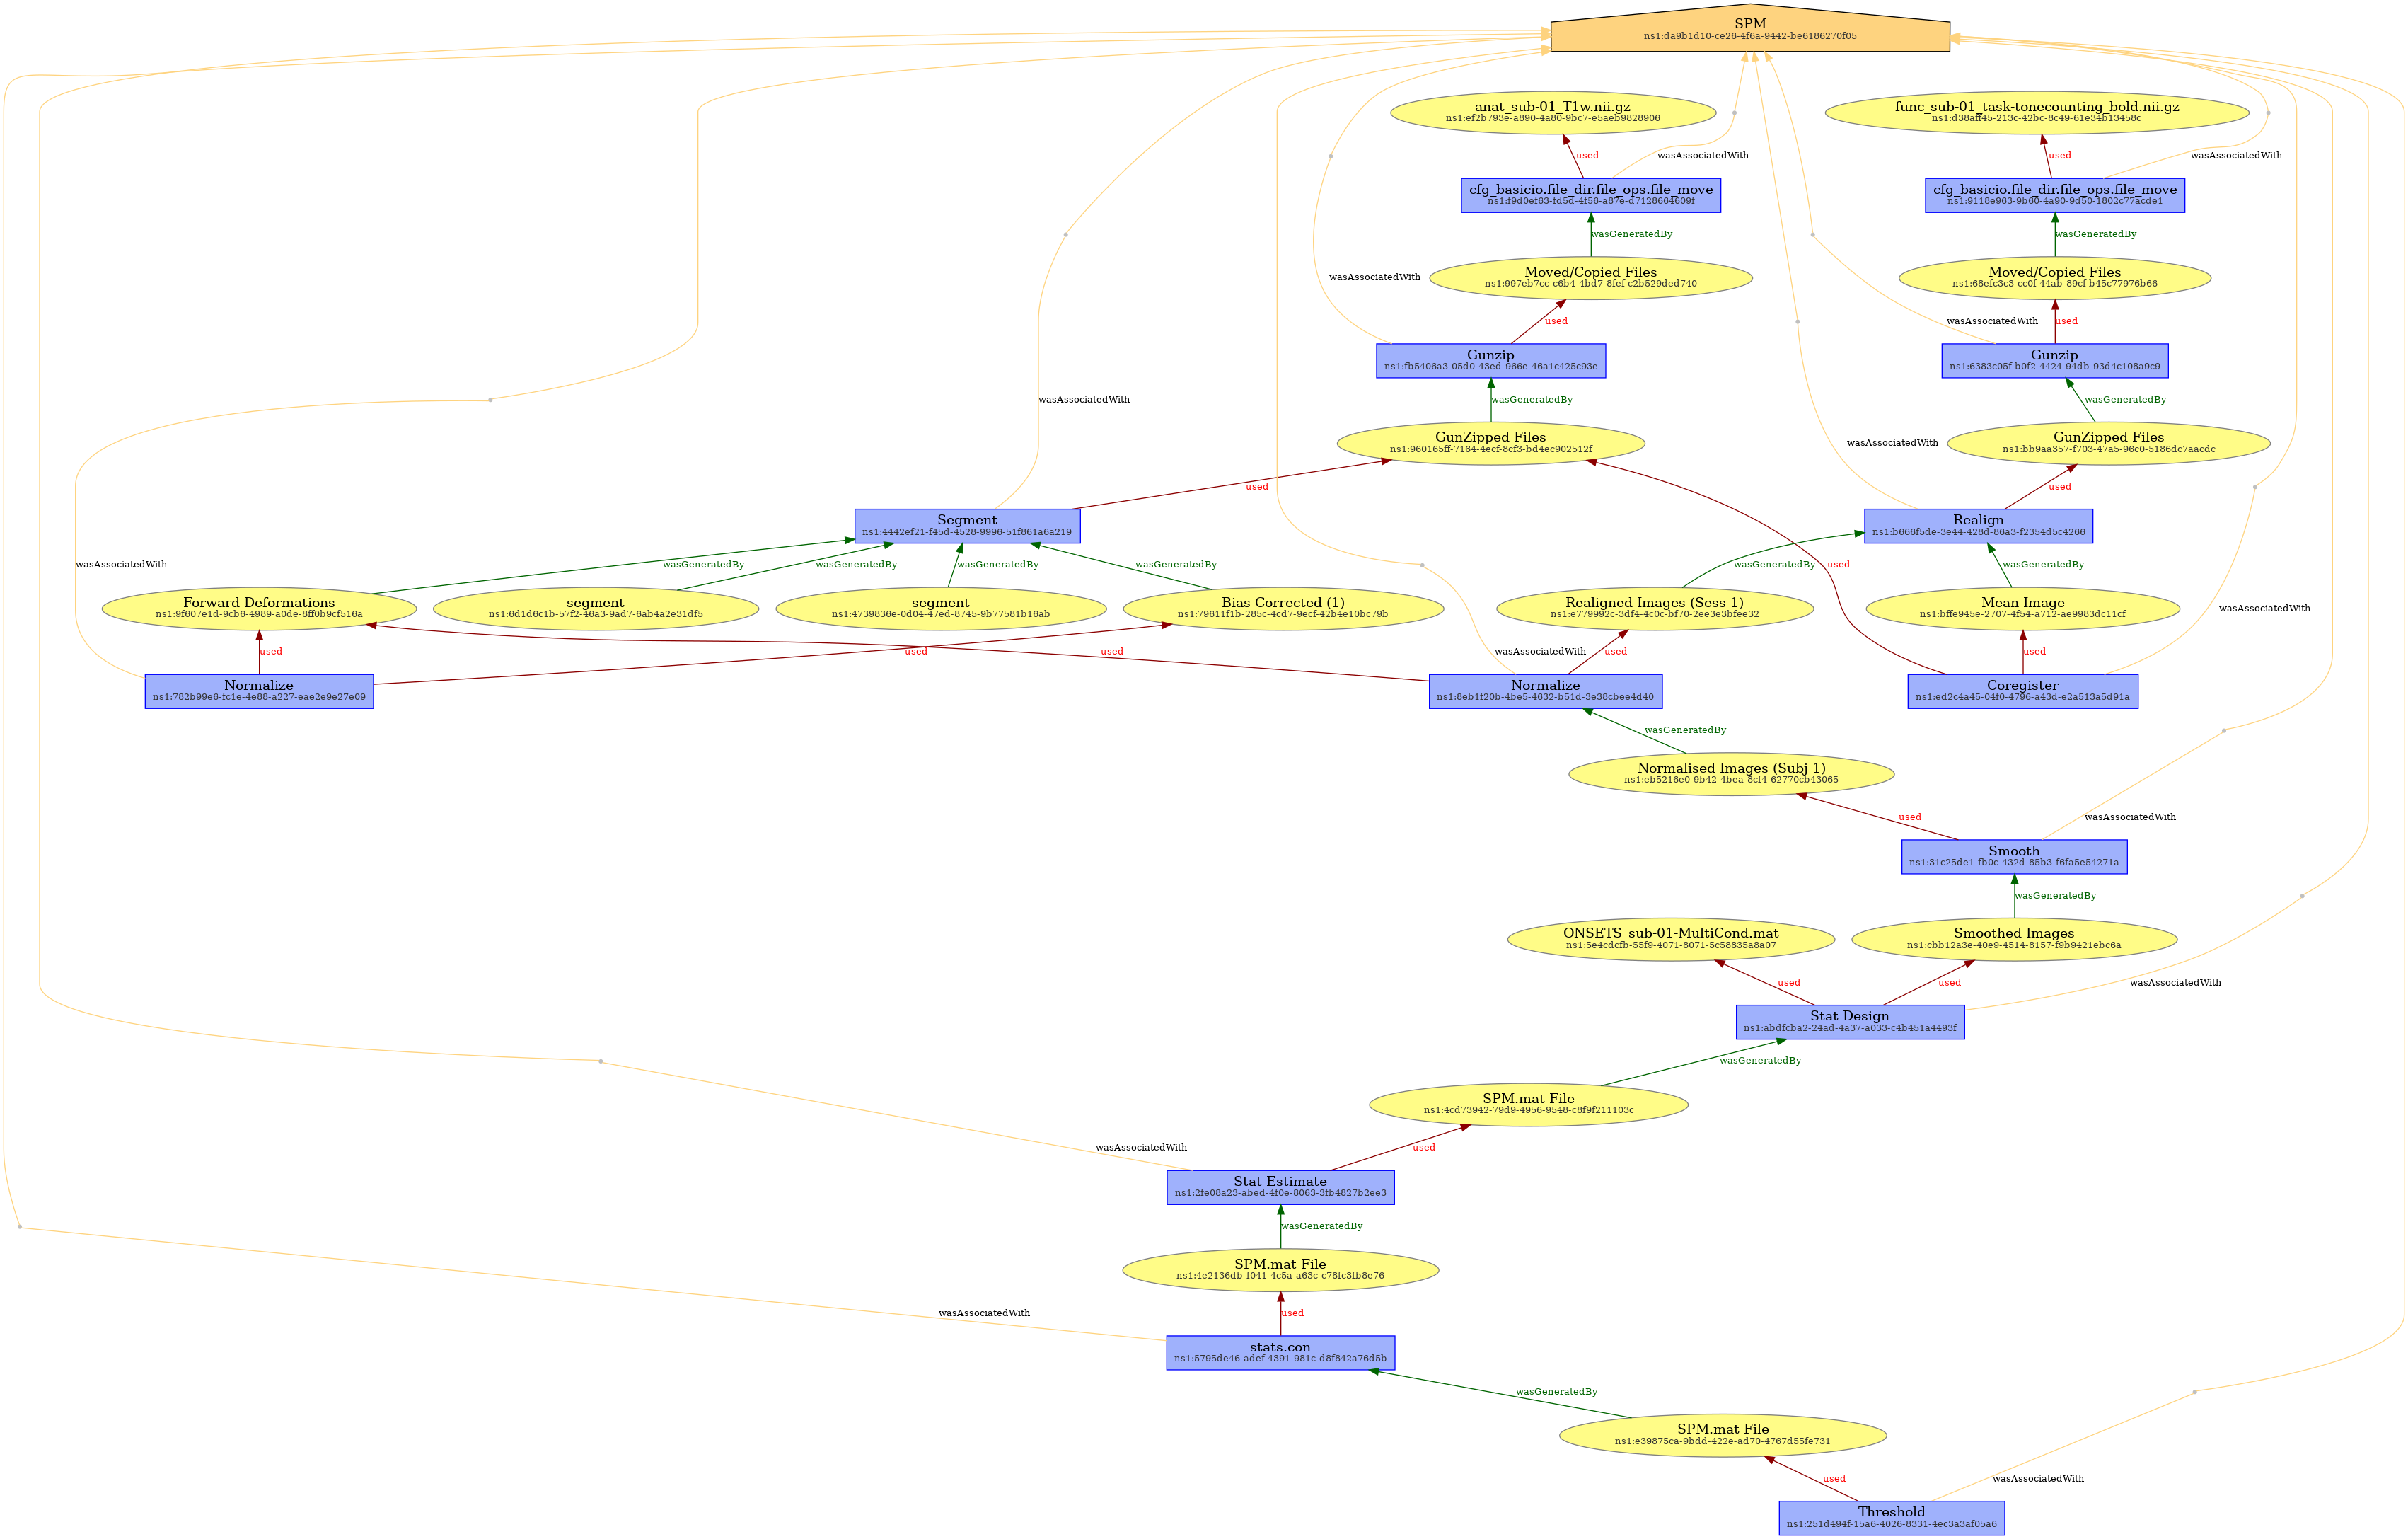 SPM
ns1:da9b1d10-ce26-4f6a-9442-be6186270f05
anat_sub-01_T1w.nii.gz
ns1:ef2b793e-a890-4a80-9bc7-e5aeb9828906
func_sub-01_task-tonecounting_bold.nii.gz
ns1:d38aff45-213c-42bc-8c49-61e34b13458c
used
wasAssociatedWith
used
wasAssociatedWith
cfg_basicio.file_dir.file_ops.file_move
ns1:f9d0ef63-fd5d-4f56-a87e-d7128664609f
cfg_basicio.file_dir.file_ops.file_move
ns1:9118e963-9b60-4a90-9d50-1802c77acde1
wasGeneratedBy
wasGeneratedBy
Moved/Copied Files
ns1:997eb7cc-c6b4-4bd7-8fef-c2b529ded740
Moved/Copied Files
ns1:68efc3c3-cc0f-44ab-89cf-b45c77976b66
wasAssociatedWith
used
wasAssociatedWith
used
Gunzip
ns1:fb5406a3-05d0-43ed-966e-46a1c425c93e
Gunzip
ns1:6383c05f-b0f2-4424-94db-93d4c108a9c9
wasAssociatedWith
wasGeneratedBy
wasGeneratedBy
GunZipped Files
ns1:960165ff-7164-4ecf-8cf3-bd4ec902512f
wasAssociatedWith
GunZipped Files
ns1:bb9aa357-f703-47a5-96c0-5186dc7aacdc
used
used
Segment
ns1:4442ef21-f45d-4528-9996-51f861a6a219
Realign
ns1:b666f5de-3e44-428d-86a3-f2354d5c4266
wasAssociatedWith
wasGeneratedBy
wasGeneratedBy
wasGeneratedBy
wasGeneratedBy
wasGeneratedBy
used
wasGeneratedBy
Forward Deformations
ns1:9f607e1d-9cb6-4989-a0de-8ff0b9cf516a
segment
ns1:6d1d6c1b-57f2-46a3-9ad7-6ab4a2e31df5
segment
ns1:4739836e-0d04-47ed-8745-9b77581b16ab
Bias Corrected (1)
ns1:79611f1b-285c-4cd7-9ecf-42b4e10bc79b
Realigned Images (Sess 1)
ns1:e779992c-3df4-4c0c-bf70-2ee3e3bfee32
Mean Image
ns1:bffe945e-2707-4f54-a712-ae9983dc11cf
wasAssociatedWith
used
used
used
wasAssociatedWith
used
used
Normalize
ns1:782b99e6-fc1e-4e88-a227-eae2e9e27e09
Normalize
ns1:8eb1f20b-4be5-4632-b51d-3e38cbee4d40
Coregister
ns1:ed2c4a45-04f0-4796-a43d-e2a513a5d91a
wasGeneratedBy
Normalised Images (Subj 1)
ns1:eb5216e0-9b42-4bea-8cf4-62770cb43065
used
wasAssociatedWith
Smooth
ns1:31c25de1-fb0c-432d-85b3-f6fa5e54271a
wasGeneratedBy
ONSETS_sub-01-MultiCond.mat
ns1:5e4cdcfb-55f9-4071-8071-5c58835a8a07
Smoothed Images
ns1:cbb12a3e-40e9-4514-8157-f9b9421ebc6a
used
used
wasAssociatedWith
Stat Design
ns1:abdfcba2-24ad-4a37-a033-c4b451a4493f
wasGeneratedBy
SPM.mat File
ns1:4cd73942-79d9-4956-9548-c8f9f211103c
wasAssociatedWith
used
Stat Estimate
ns1:2fe08a23-abed-4f0e-8063-3fb4827b2ee3
wasGeneratedBy
SPM.mat File
ns1:4e2136db-f041-4c5a-a63c-c78fc3fb8e76
wasAssociatedWith
used
stats.con
ns1:5795de46-adef-4391-981c-d8f842a76d5b
wasGeneratedBy
SPM.mat File
ns1:e39875ca-9bdd-422e-ad70-4767d55fe731
used
wasAssociatedWith
Threshold
ns1:251d494f-15a6-4026-8331-4ec3a3af05a6